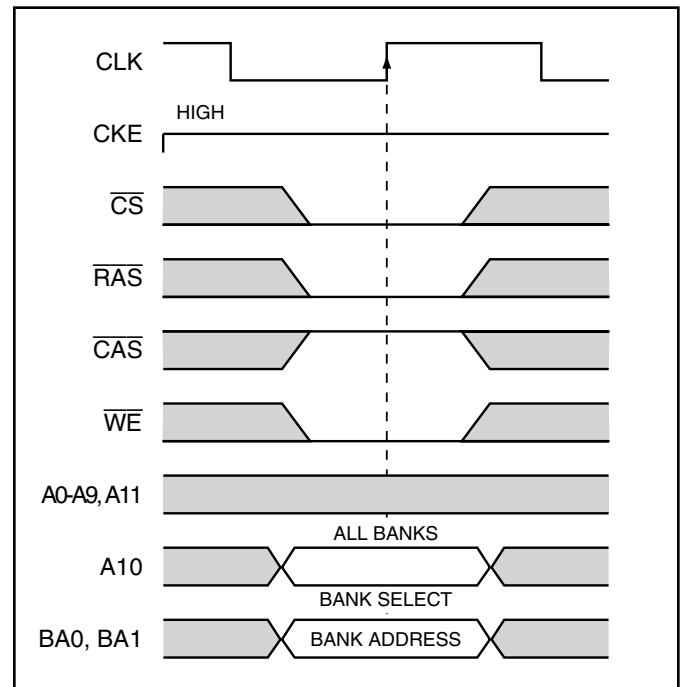 CLK
HIGH
CKE
CS
RAS
CAS
WE
A0-A9, A11
ALL BANKS
A10
BANK SELECT
BA0, BA1
BANK ADDRESS